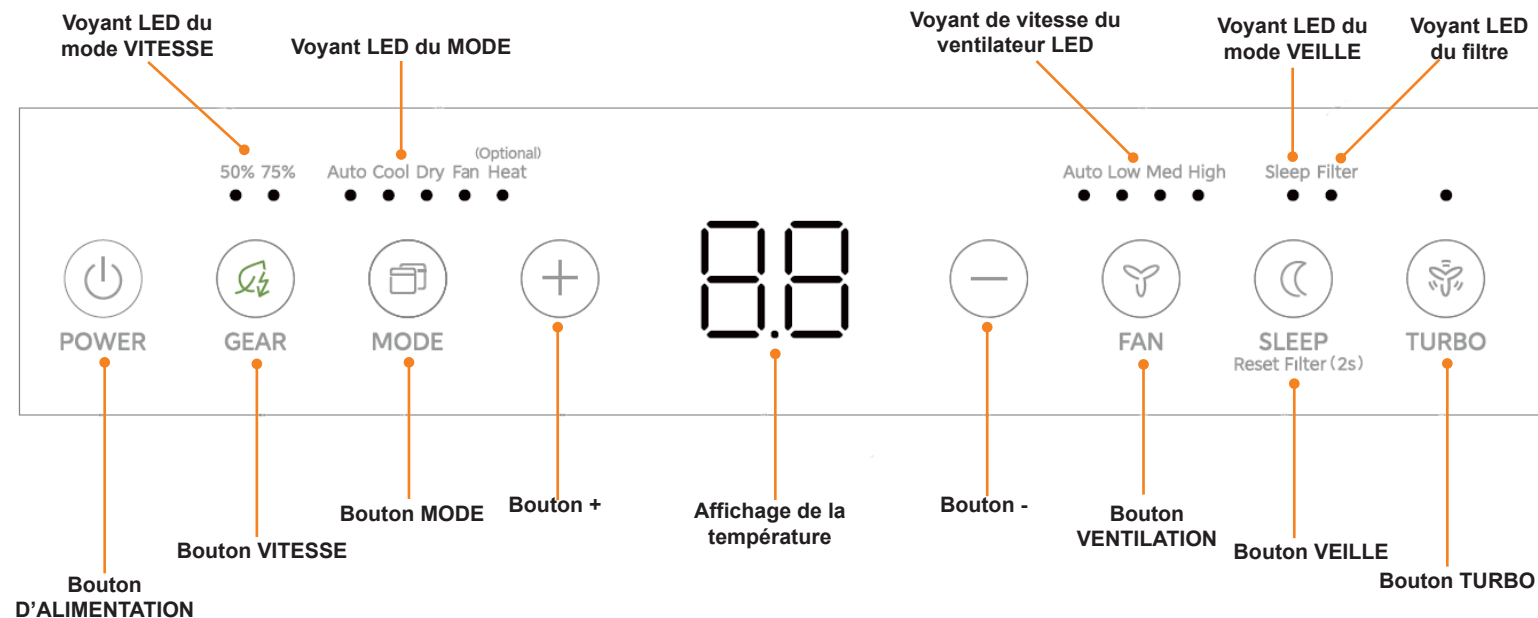 Voyant LED du
mode VITESSE
Voyant LED du MODE
Voyant de vitesse du
ventilateur LED
Voyant LED du
mode VEILLE
Voyant LED
du filtre
50% 75%
Auto Cool Dry Fan Heat
(Optional)
Auto Low Med High
Sleep Filter
8.8
POWER
GEAR
MODE
FAN
SLEEP
Reset Filter (2s)
TURBO
Bouton
D’ALIMENTATION
Bouton VITESSE
Bouton MODE
Bouton +
Affichage de la
température
Bouton -
Bouton
VENTILATION
Bouton VEILLE
Bouton TURBO